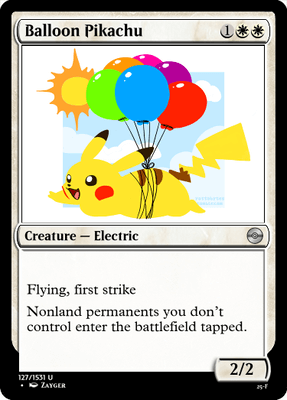 Balloon Pikachu 1
Creature — Electric
Flying, first strike
Nonland permanents you don't
control enter the battlefield tapped.
2/2
127/1531 U
• Zayger
25-F